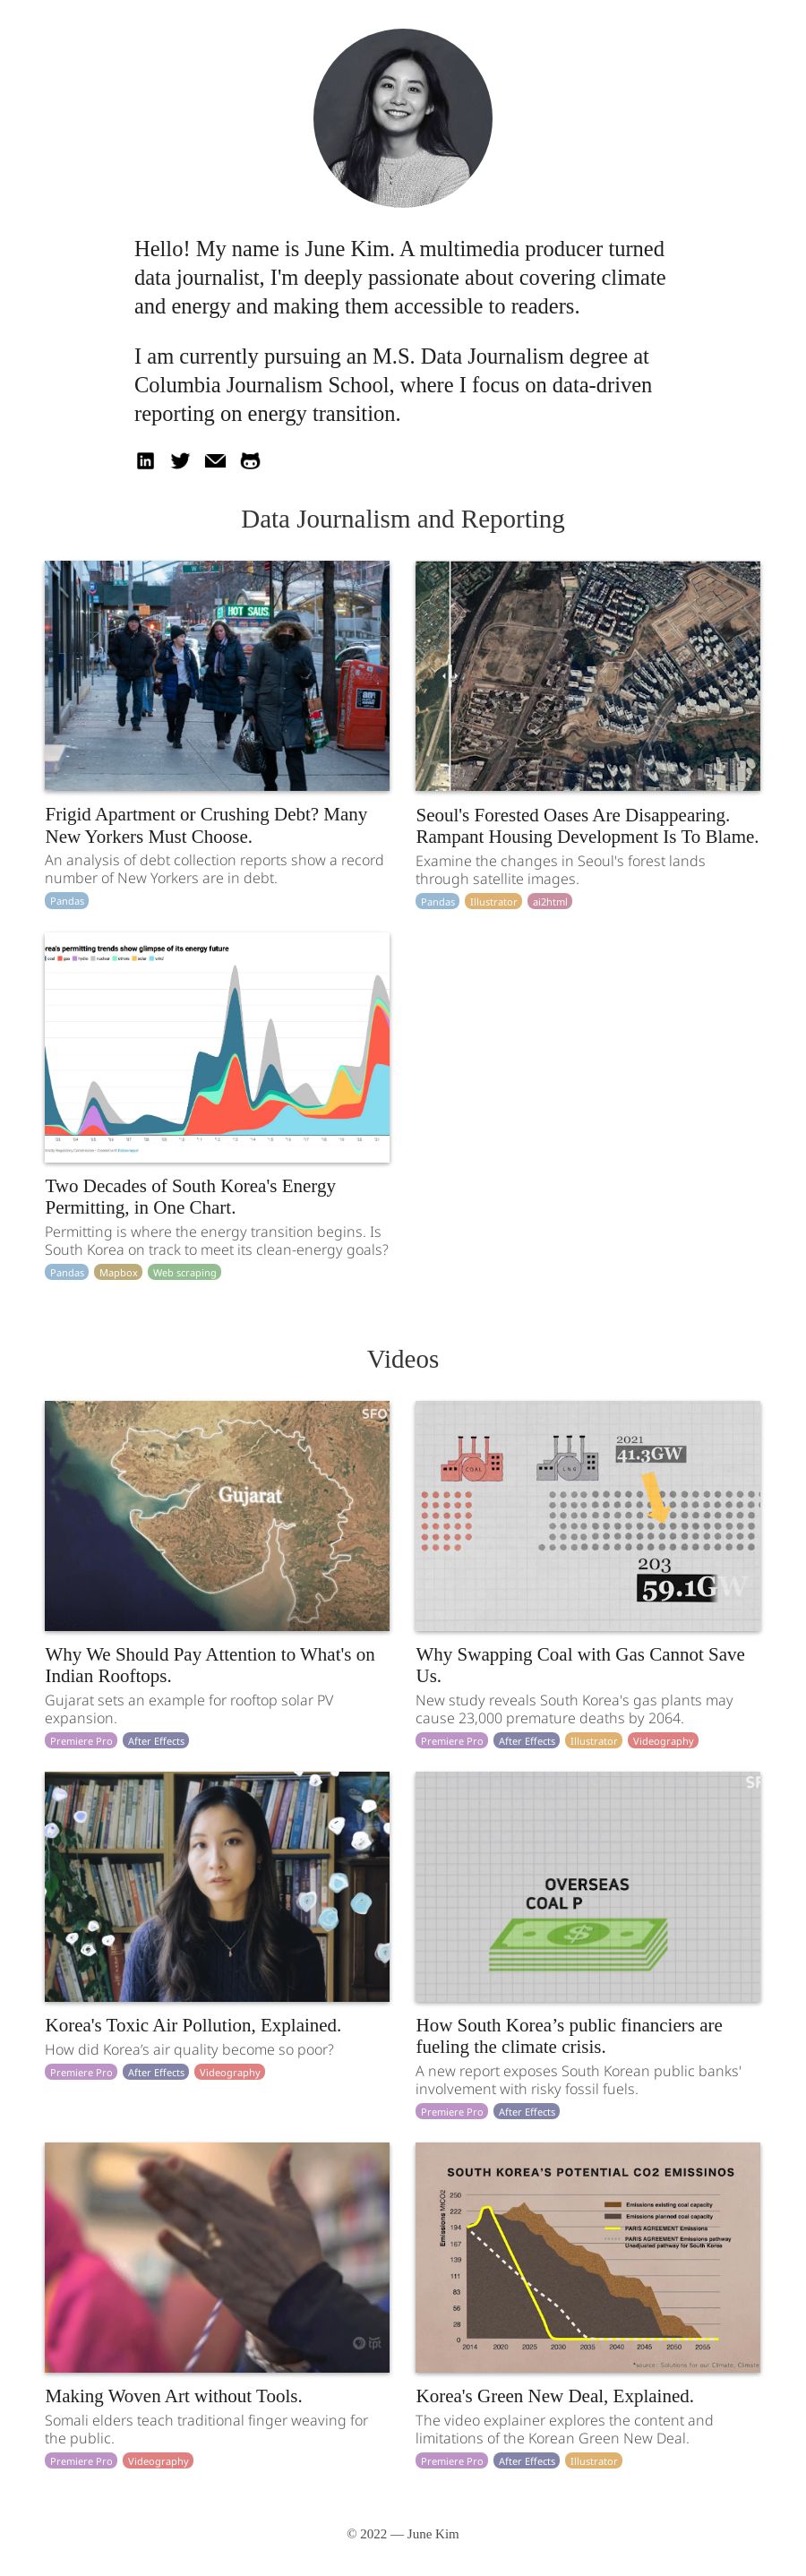 Hello! My name is June Kim. A multimedia producer turned
data journalist, I'm deeply passionate about covering climate
and energy and making them accessible to readers.
I am currently pursuing an M.S. Data Journalism degree at
Columbia Journalism School, where I focus on data-driven
reporting on energy transition.
Data Journalism and Reporting
HOT SAUS
Frigid Apartment or Crushing Debt? Many
New Yorkers Must Choose.
An analysis of debt collection reports show a record
number of New Yorkers are in debt.
Pandas
Seoul's Forested Oases Are Disappearing.
Rampant Housing Development Is To Blame.
Examine the changes in Seoul's forest lands
through satellite images.
Pandas Illustrator ai2html
rea's permitting trends show glimpse of its energy future
Two Decades of South Korea's Energy
Permitting, in One Chart.
Permitting is where the energy transition begins. Is
South Korea on track to meet its clean-energy goals?
Pandas Mapbox Web scraping
Videos
SFO
Gujarat
Why We Should Pay Attention to What's on
Indian Rooftops.
Gujarat sets an example for rooftop solar PV
expansion.
Premiere Pro After Effects
2021
41.3GW
COAL LNG
203
59.1GW
Why Swapping Coal with Gas Cannot Save
Us.
New study reveals South Korea's gas plants may
cause 23,000 premature deaths by 2064.
Premiere Pro After Effects Illustrator Videography
Korea's Toxic Air Pollution, Explained.
How did Korea's air quality become so poor?
Premiere Pro After Effects Videography
SF
OVERSEAS
COAL P
How South Korea’s public financiers are
fueling the climate crisis.
A new report exposes South Korean public banks'
involvement with risky fossil fuels.
Premiere Pro After Effects
tpt
Making Woven Art without Tools.
Somali elders teach traditional finger weaving for
the public.
Premiere Pro Videography
SOUTH KOREA'S POTENTIAL CO2 EMISSINOS
Emissions MtCO2
250
222
194
167
139
111
83
56
28
0
2014 2020 2025 2030 2035 2040 2045 2050 2055
Emissions existing coal capacity
Emissions planned coal capacity
PARIS AGREEMENT Emissions
PARIS AGREEMENT Emissions pathway
Unadjusted pathway for South Korea
*source: Solutions for our Climate, Climate
Korea's Green New Deal, Explained.
The video explainer explores the content and
limitations of the Korean Green New Deal.
Premiere Pro After Effects Illustrator
© 2022 — June Kim